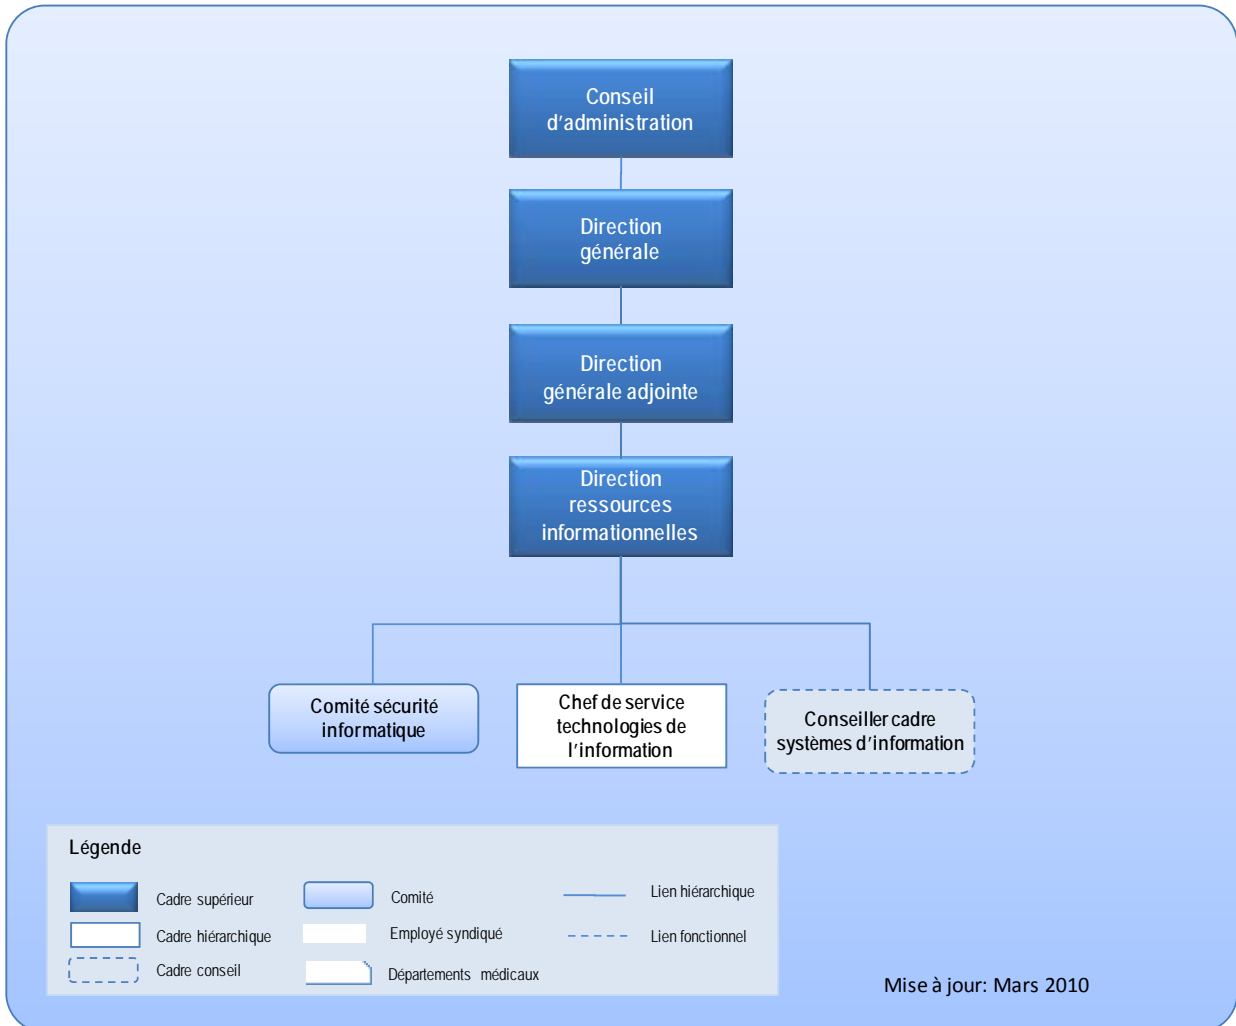 Conseil
d'administration
Direction
générale
Direction
générale adjointe
Direction
ressources
informationnelles
Comité sécurité
informatique
Chef de service
technologies de
l'information
Conseiller cadre
systèmes d'information
Légende
Cadre supérieur
Comité
Lien hiérarchique
Cadre hiérarchique
Employé syndiqué
Lien fonctionnel
Cadre conseil
Départements médicaux
Mise à jour: Mars 2010